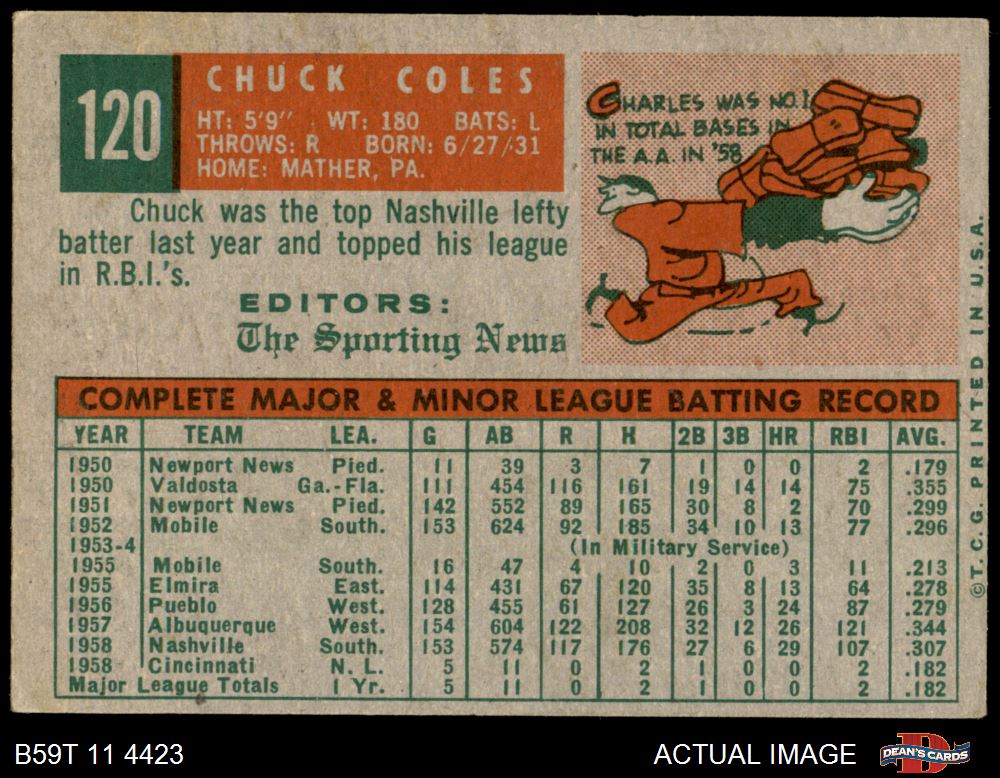 120
CHUCK COLES
HT: 5'9" WT: 180 BATS: L
THROWS: R BORN: 6/27/31
HOME: MATHER, PA.
CHARLES WAS NO.1
IN TOTAL BASES IN
THE A.A. IN '58
Chuck was the top Nashville lefty
batter last year and topped his league
in R.B.I.'s.
EDITORS:
The Sporting News
COMPLETE MAJOR & MINOR LEAGUE BATTING RECORD
YEAR TEAM LEA. G AB R H 2B 3B HR RBI AVG.
1950 Newport News Pied. 11 39 3 7 1 0 0 2 .179
1950 Valdosta Ga.-Fla. 111 454 116 161 19 14 14 75 .355
1951 Newport News Pied. 142 552 89 165 30 8 2 70 .299
1952 Mobile South. 153 624 92 185 34 10 13 77 .296
1953-4 (In Military Service)
1955 Mobile South. 16 47 4 10 2 0 3 11 .213
1955 Elmira East. 114 431 67 120 35 8 13 64 .278
1956 Pueblo West. 128 455 61 127 26 3 24 87 .279
1957 Albuquerque West. 154 604 122 208 32 12 26 121 .344
1958 Nashville South. 153 574 117 176 27 6 29 107 .307
1958 Cincinnati N. L. 5 11 0 2 1 0 0 2 .182
Major League Totals 1 Yr. 5 11 0 2 1 0 0 2 .182
©T.C.G. PRINTED IN U.S.A.
B59T 11 4423
ACTUAL IMAGE
DEAN'S CARDS